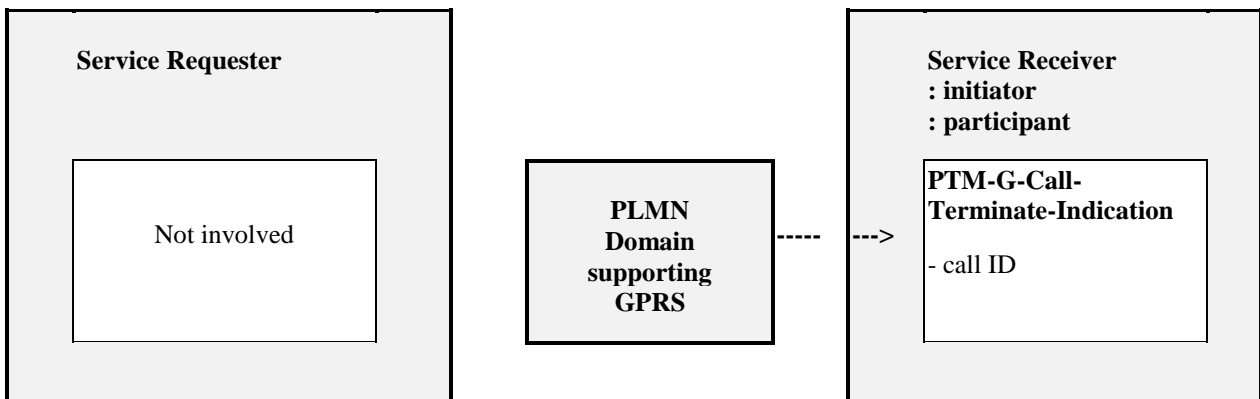 Service Requester
Not involved
PLMN
Domain
supporting
GPRS
----- --->
Service Receiver
: initiator
: participant
PTM-G-Call-
Terminate-Indication
- call ID